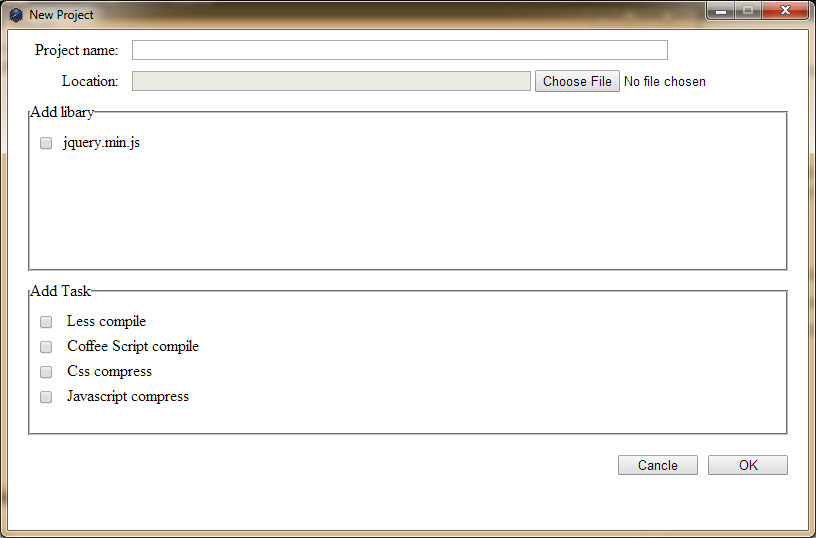 New Project
Project name:
Location: Choose File No file chosen
Add libary
jquery.min.js
Add Task
Less compile
Coffee Script compile
Css compress
Javascript compress
Cancle OK